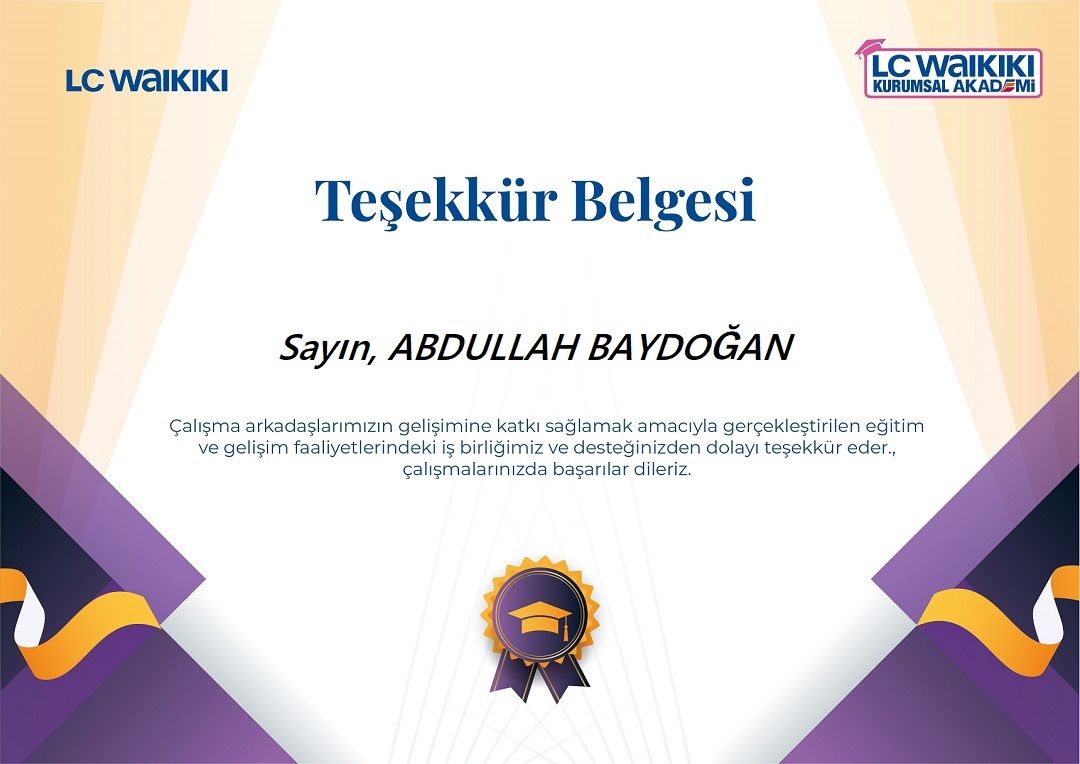 LC WAIKIKI
LC WAIKIKI
KURUMSAL AKADEMİ
Teşekkür Belgesi
Sayın, ABDULLAH BAYDOĞAN
Çalışma arkadaşlarımızın gelişimine katkı sağlamak amacıyla gerçekleştirilen eğitim
ve gelişim faaliyetlerindeki iş birliğimiz ve desteğinizden dolayı teşekkür eder.,
çalışmalarınızda başarılar dileriz.